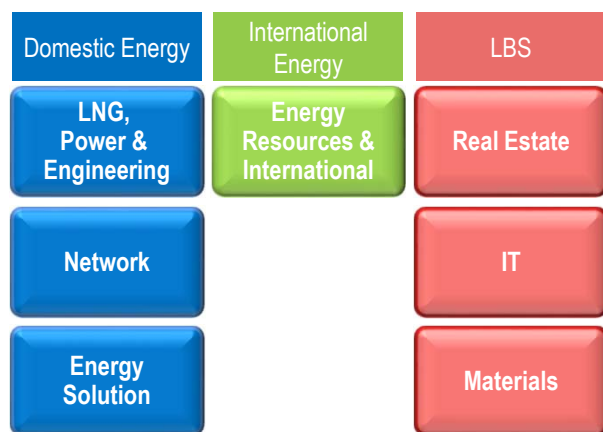 Domestic Energy
International
Energy
LBS
LNG,
Power &
Engineering
Energy
Resources &
International
Real Estate
Network
IT
Energy
Solution
Materials